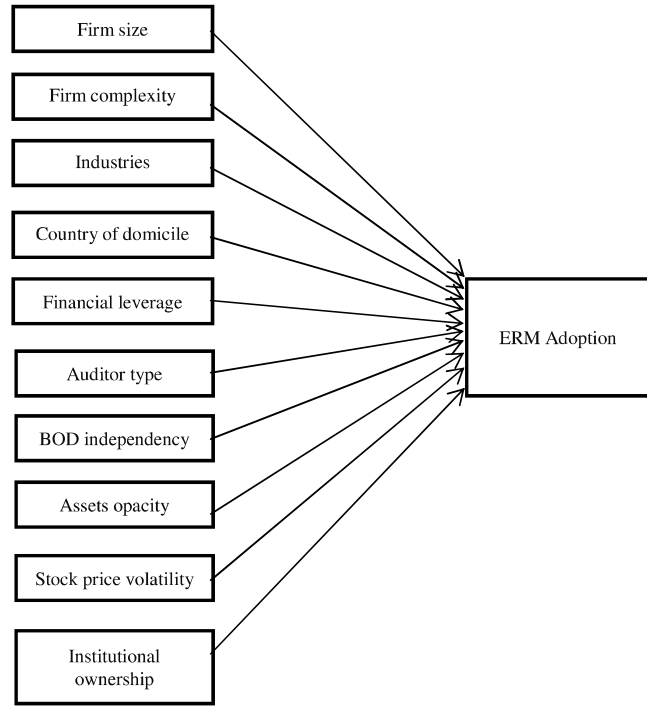 Firm size
Firm complexity
Industries
Country of domicile
Financial leverage
ERM Adoption
Auditor type
BOD independency
Assets opacity
Stock price volatility
Institutional
ownership